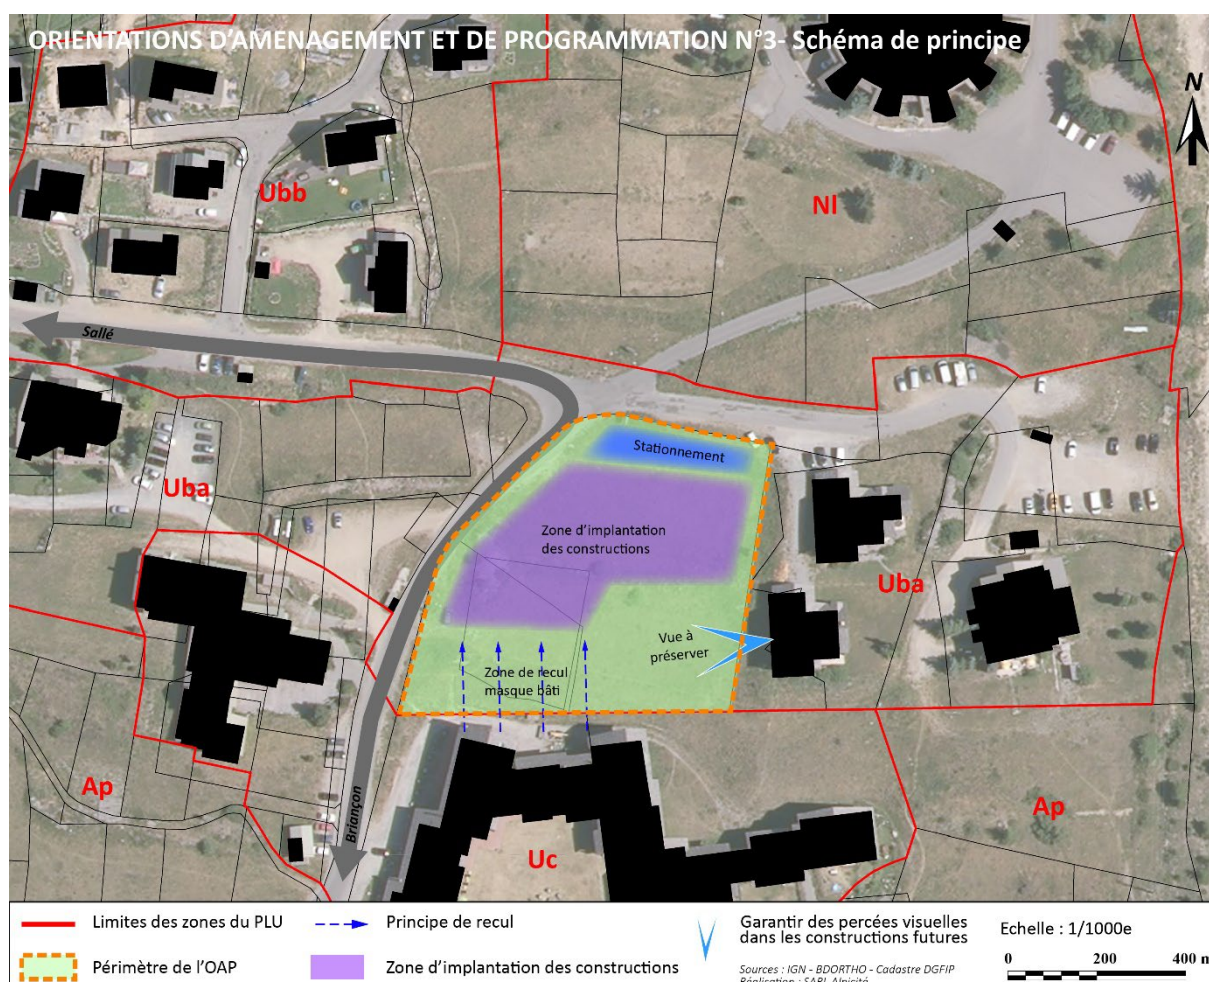 ORIENTATIONS D'AMENAGEMENT ET DE PROGRAMMATION N°3- Schéma de principe
N
Ubb
Nl
Sallé
Stationnement
Uba
Zone d'implantation
des constructions
Uba
Vue à
préserver
Zone de recul
masque bâti
Ap
Briançon
Ap
Uc
Limites des zones du PLU
Principe de recul
Garantir des percées visuelles
dans les constructions futures
Echelle : 1/1000e
Périmètre de l'OAP
Zone d'implantation des constructions
Sources : IGN - BDORTHO - Cadastre DGFIP
Réalisation : SARL Alpicité
0 200 400 m